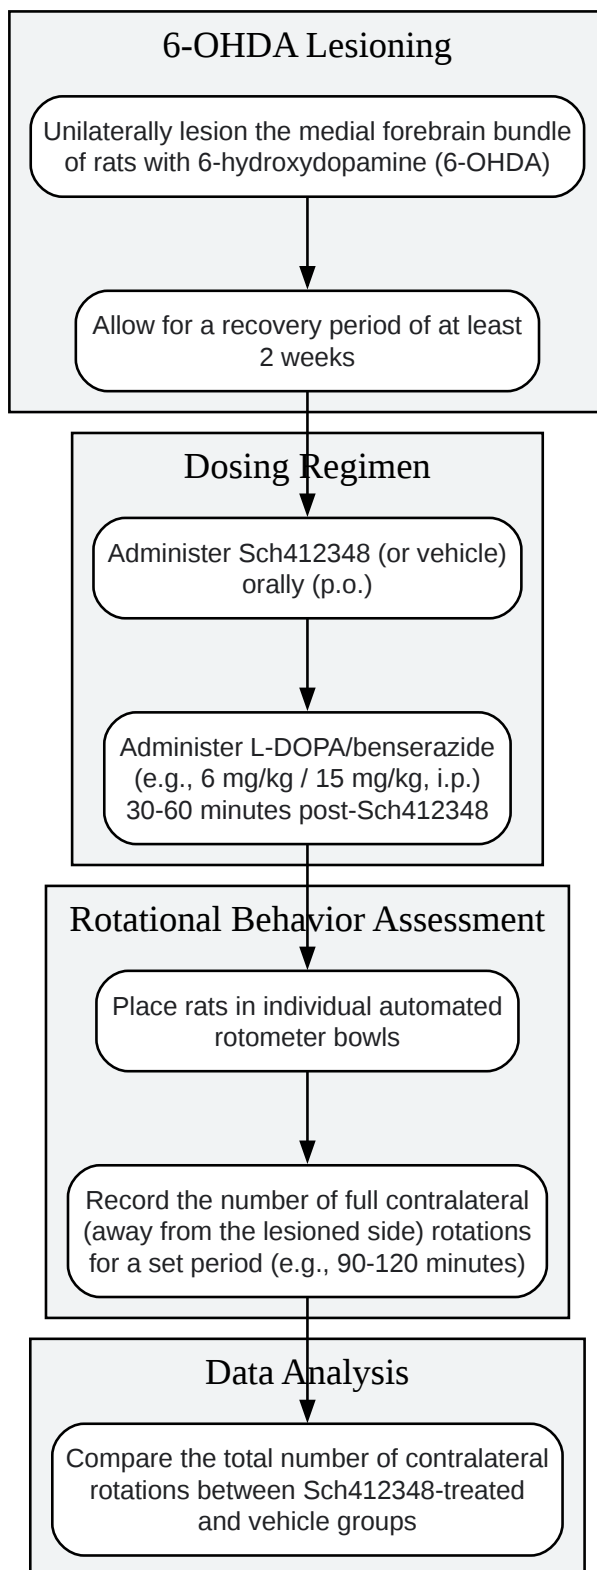 6-OHDA Lesioning
Unilaterally lesion the medial forebrain bundle
of rats with 6-hydroxydopamine (6-OHDA)
Allow for a recovery period of at least
2 weeks
Dosing Regimen
Administer Sch412348 (or vehicle)
orally (p.o.)
Administer L-DOPA/benserazide
(e.g., 6 mg/kg / 15 mg/kg, i.p.)
30-60 minutes post-Sch412348
Rotational Behavior Assessment
Place rats in individual automated
rotometer bowls
Record the number of full contralateral
(away from the lesioned side) rotations
for a set period (e.g., 90-120 minutes)
Data Analysis
Compare the total number of contralateral
rotations between Sch412348-treated
and vehicle groups